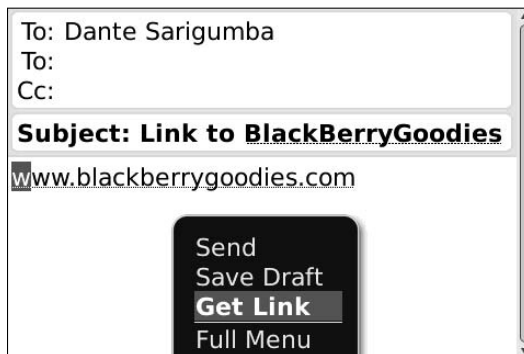 To: Dante Sarigumba
To:
Cc:
Subject: Link to BlackBerryGoodies
www.blackberrygoodies.com
Send
Save Draft
Get Link
Full Menu